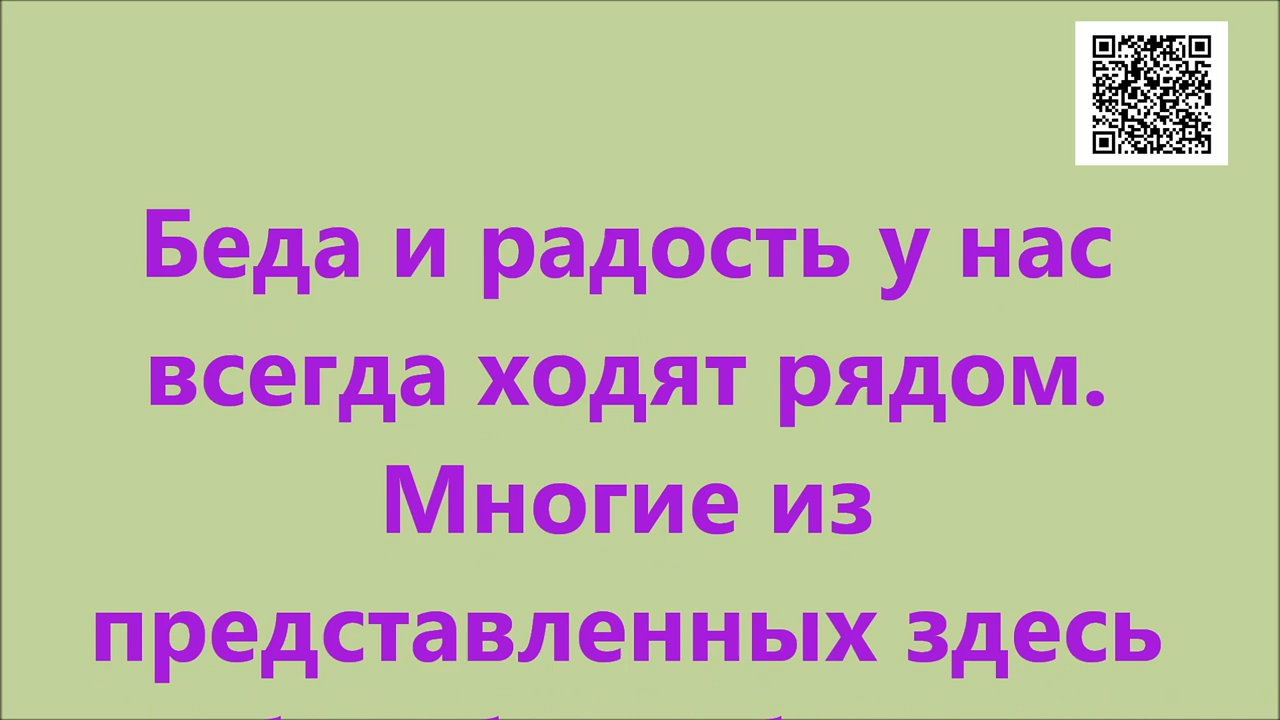 Беда и радость у нас
всегда ходят рядом.
Многие из
представленных здесь